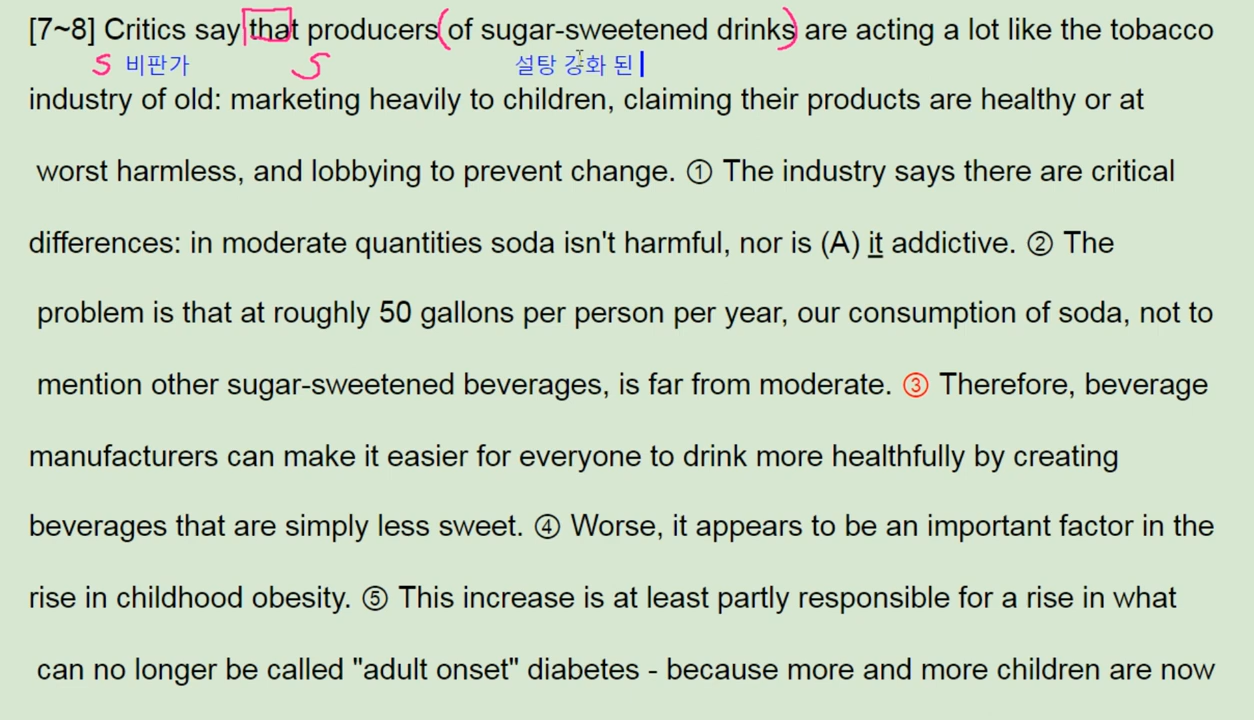 [7~8] Critics say that producers(of sugar-sweetened drinks) are acting a lot like the tobacco
S 비판가 S 설탕 강화 된
industry of old: marketing heavily to children, claiming their products are healthy or at
worst harmless, and lobbying to prevent change. ① The industry says there are critical
differences: in moderate quantities soda isn't harmful, nor is (A) it addictive. ② The
problem is that at roughly 50 gallons per person per year, our consumption of soda, not to
mention other sugar-sweetened beverages, is far from moderate. ③ Therefore, beverage
manufacturers can make it easier for everyone to drink more healthfully by creating
beverages that are simply less sweet. ④ Worse, it appears to be an important factor in the
rise in childhood obesity. ⑤ This increase is at least partly responsible for a rise in what
can no longer be called "adult onset" diabetes - because more and more children are now